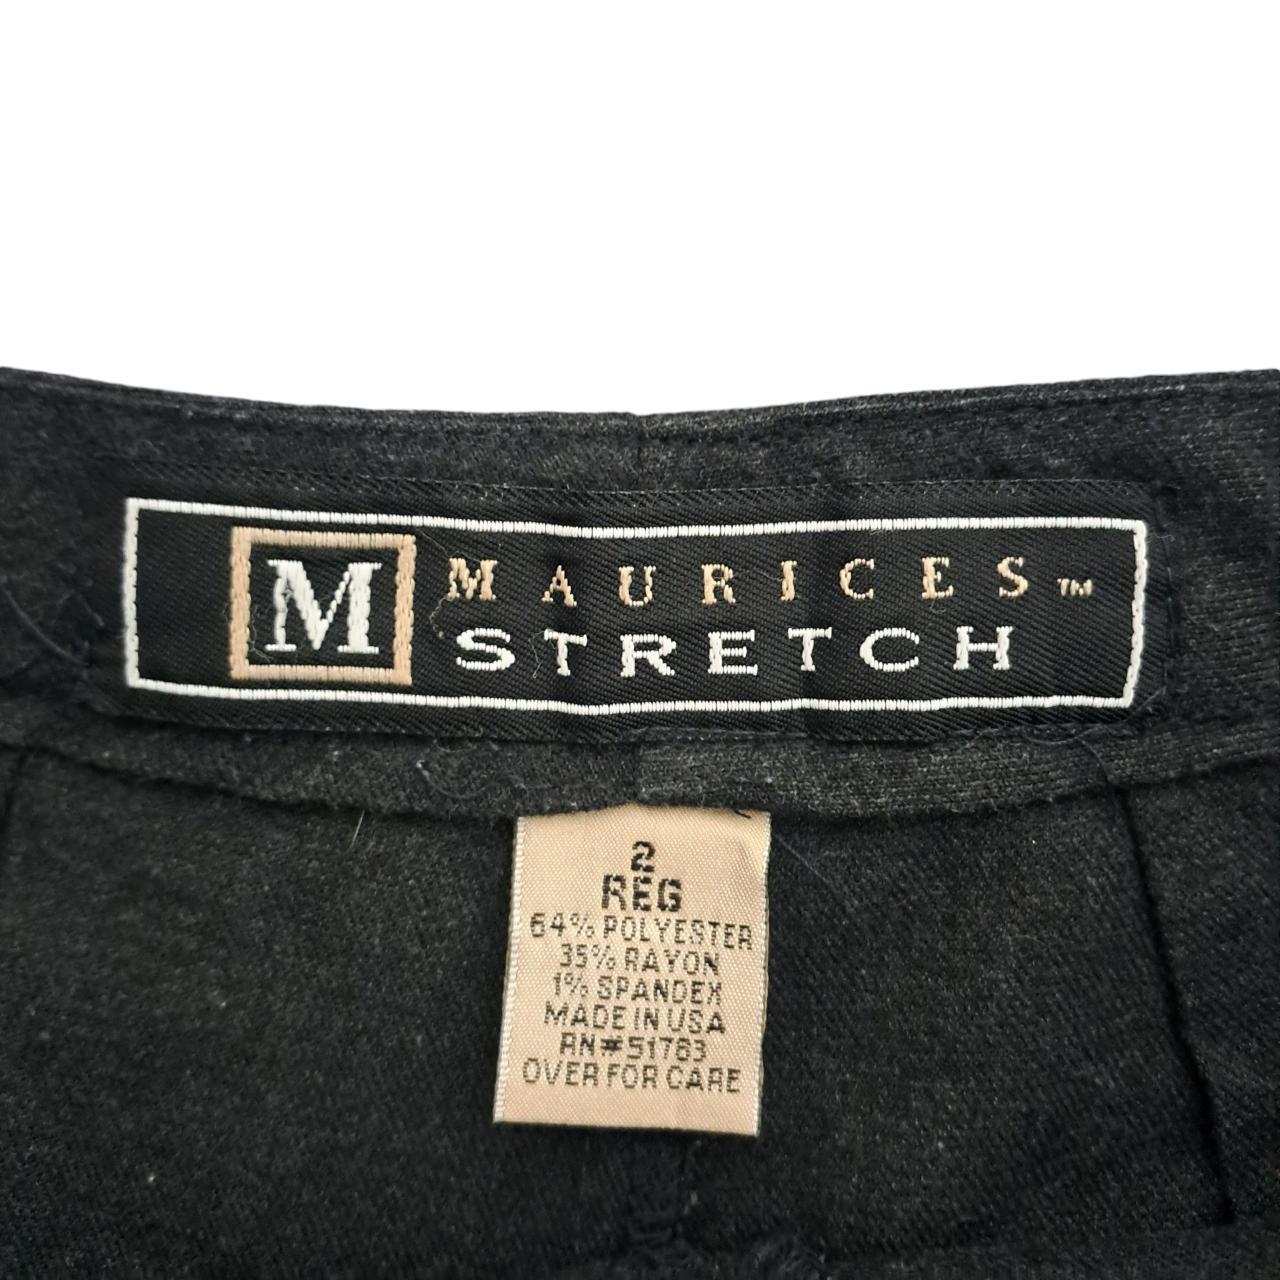 M
MAURICES™
STRETCH
2
REG
64% POLYESTER
35% RAYON
1% SPANDEX
MADE IN USA
RN#51783
OVER FOR CARE